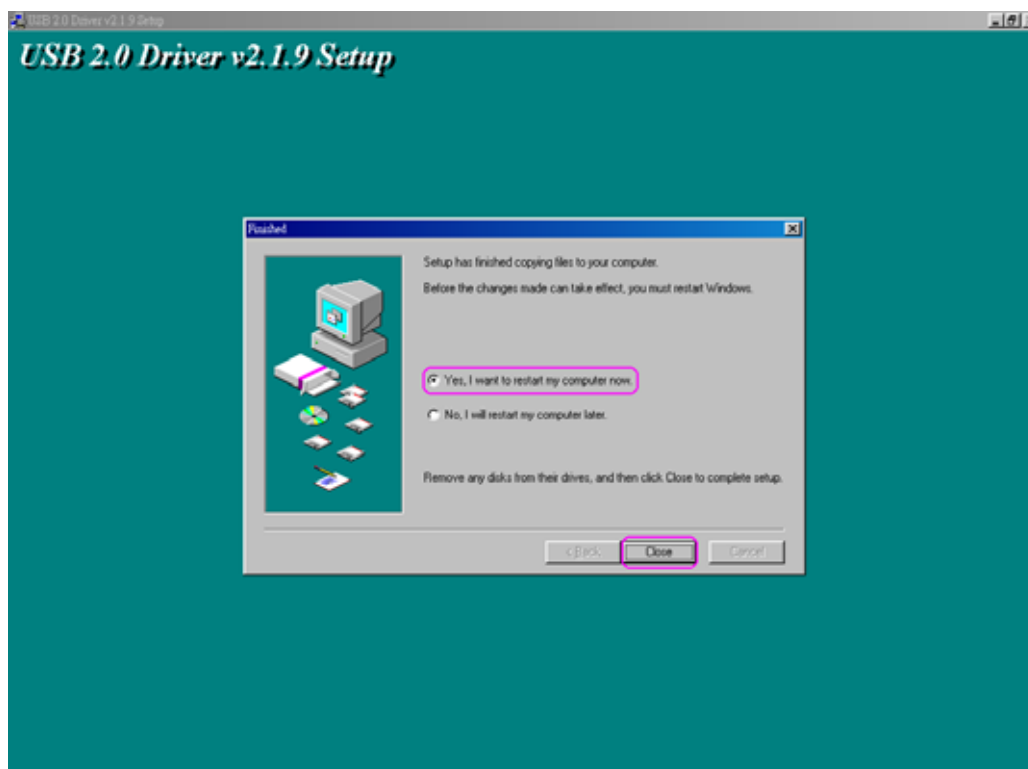 USB 2.0 Driver v2.1.9 Setup
USB 2.0 Driver v2.1.9 Setup
Finished
Setup has finished copying files to your computer.
Before the changes made can take effect, you must restart Windows.
Yes, I want to restart my computer now.
No, I will restart my computer later.
Remove any disks from their drives, and then click Close to complete setup.
< Back Close Cancel